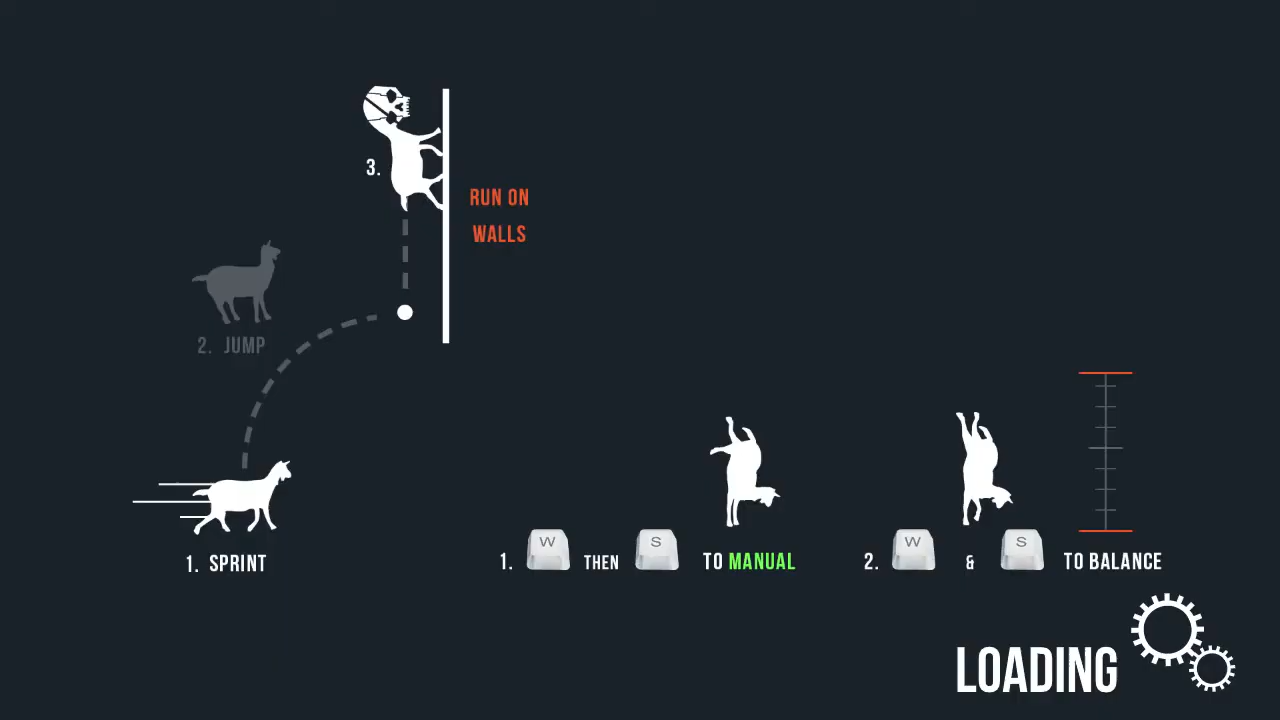 3.
RUN ON
WALLS
2. JUMP
1. SPRINT
1. W THEN S TO MANUAL
2. W & S TO BALANCE
LOADING